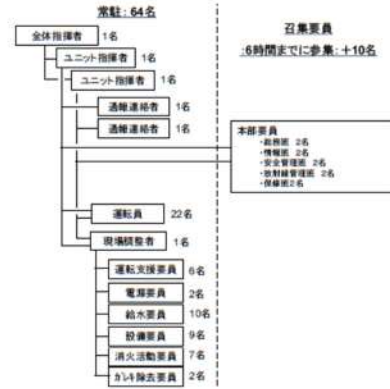 常駐：64名
全体指揮者 1名
ユニット指揮者 1名
ユニット指揮者 1名
通報連絡者 1名
通報連絡者 1名
運転員 22名
現場調整者 1名
運転支援要員 6名
電源要員 2名
給水要員 10名
設備要員 9名
消火活動要員 7名
ガレキ除去要員 2名
召集要員
:6時間までに参集：+10名
本部要員
・総務班 2名
・情報班 2名
・安全管理班 2名
・放射線管理班 2名
・保修班2名